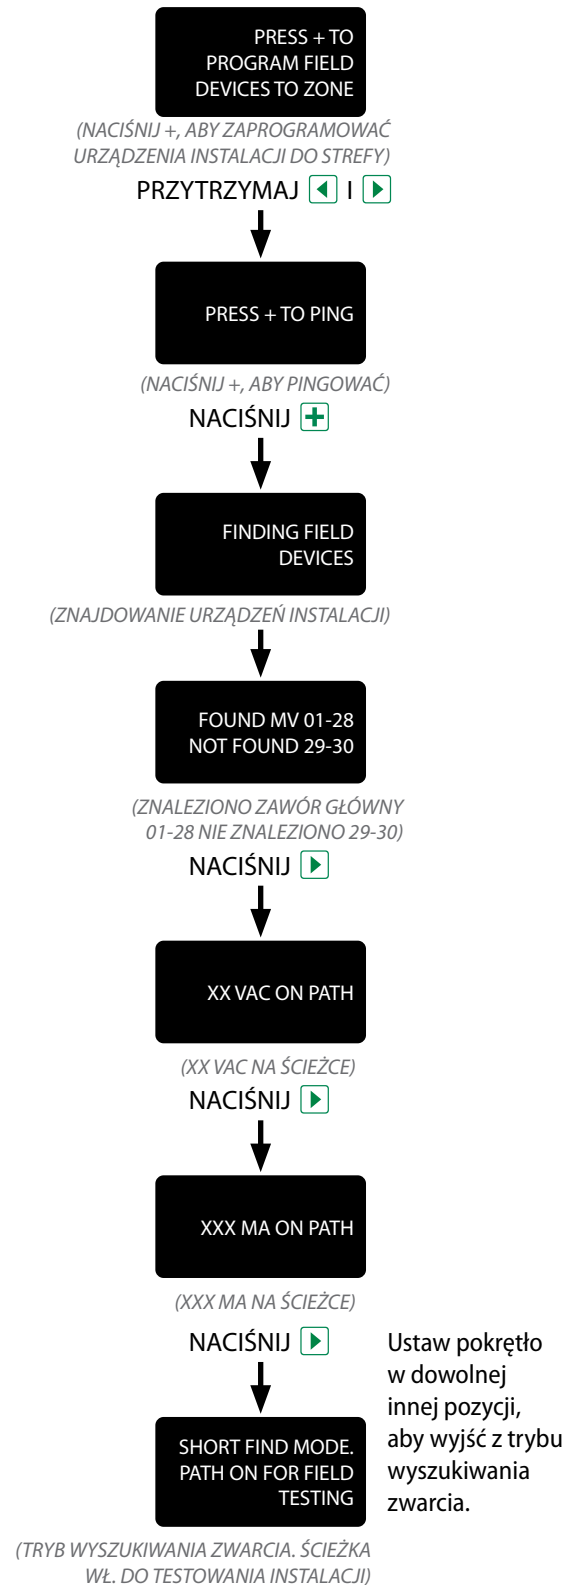 PRESS + TO
PROGRAM FIELD
DEVICES TO ZONE
(NACIŚNIJ +, ABY ZAPROGRAMOWAĆ
URZĄDZENIA INSTALACJI DO STREFY)
PRZYTRZYMAJ I
PRESS + TO PING
(NACIŚNIJ +, ABY PINGOWAĆ)
NACIŚNIJ +
FINDING FIELD
DEVICES
(ZNAJDOWANIE URZĄDZEŃ INSTALACJI)
FOUND MV 01-28
NOT FOUND 29-30
(ZNALEZIONO ZAWÓR GŁÓWNY
01-28 NIE ZNALEZIONO 29-30)
NACIŚNIJ
XX VAC ON PATH
(XX VAC NA ŚCIEŻCE)
NACIŚNIJ
XXX MA ON PATH
(XXX MA NA ŚCIEŻCE)
NACIŚNIJ
SHORT FIND MODE.
PATH ON FOR FIELD
TESTING
(TRYB WYSZUKIWANIA ZWARCIA. ŚCIEŻKA
WŁ. DO TESTOWANIA INSTALACJI)
Ustaw pokrętło
w dowolnej
innej pozycji,
aby wyjść z trybu
wyszukiwania
zwarcia.